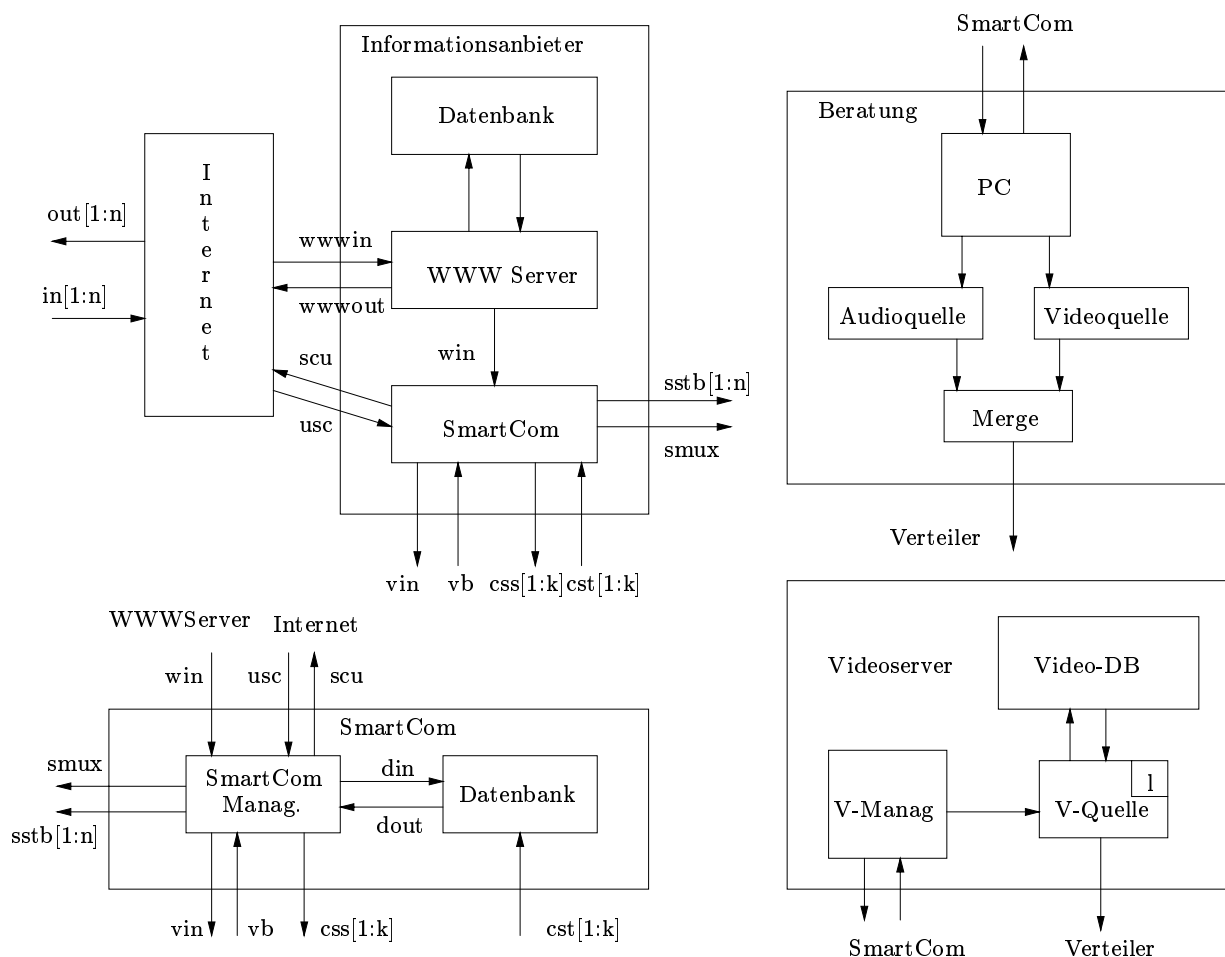 Informationsanbieter
Datenbank
Internet
out[1:n]
in[1:n]
wwwin
wwwout
WWW Server
win
scu
usc
SmartCom
sstb[1:n]
smux
vin
vb
css[1:k]
cst[1:k]
SmartCom
Beratung
PC
Audioquelle
Videoquelle
Merge
Verteiler
WWWServer
Internet
win
usc
scu
SmartCom
smux
sstb[1:n]
SmartCom
Manag.
din
dout
Datenbank
vin
vb
css[1:k]
cst[1:k]
Videoserver
Video-DB
V-Manag
l
V-Quelle
SmartCom
Verteiler